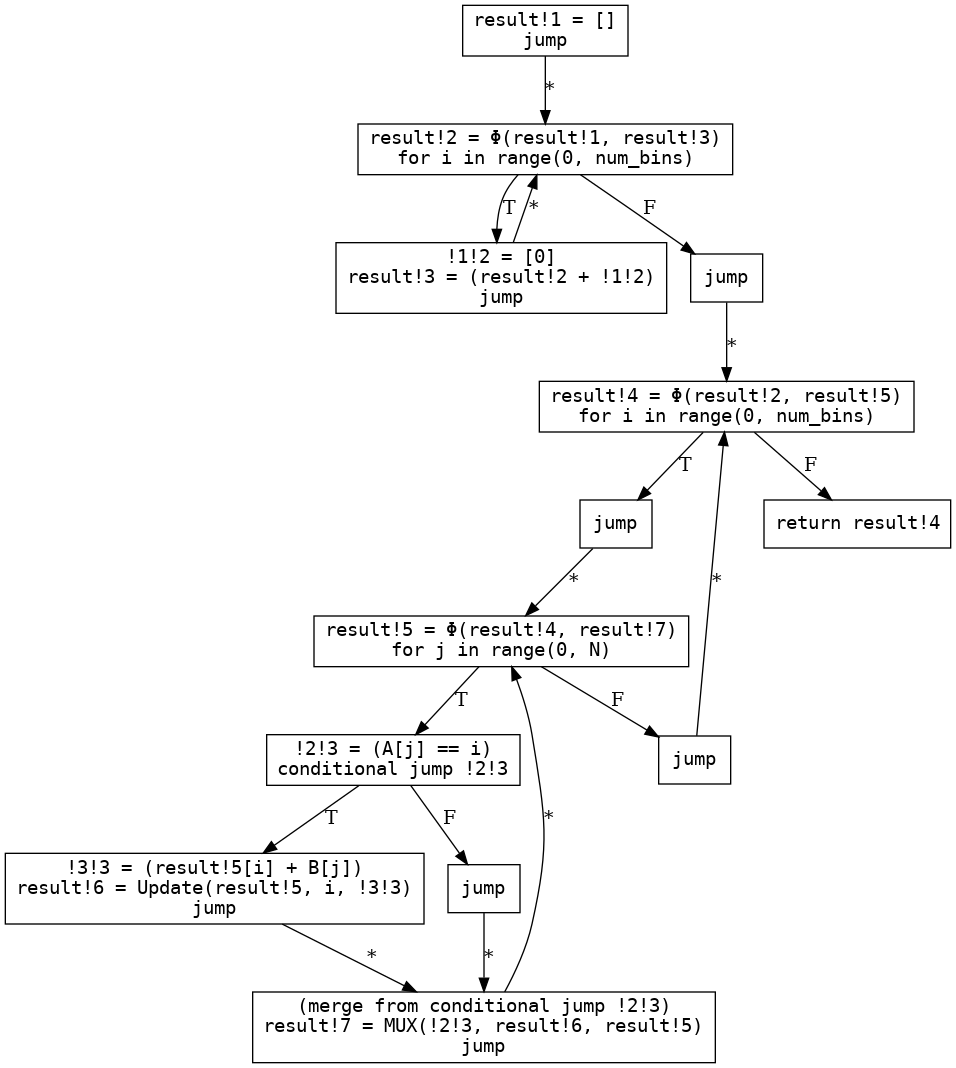 result!1 = []
jump
*
result!2 = Φ(result!1, result!3)
for i in range(0, num_bins)
T
*
F
!1!2 = [0]
result!3 = (result!2 + !1!2)
jump
jump
*
result!4 = Φ(result!2, result!5)
for i in range(0, num_bins)
T
F
jump
return result!4
*
*
result!5 = Φ(result!4, result!7)
for j in range(0, N)
T
F
!2!3 = (A[j] == i)
conditional jump !2!3
jump
T
F
*
!3!3 = (result!5[i] + B[j])
result!6 = Update(result!5, i, !3!3)
jump
jump
*
*
(merge from conditional jump !2!3)
result!7 = MUX(!2!3, result!6, result!5)
jump